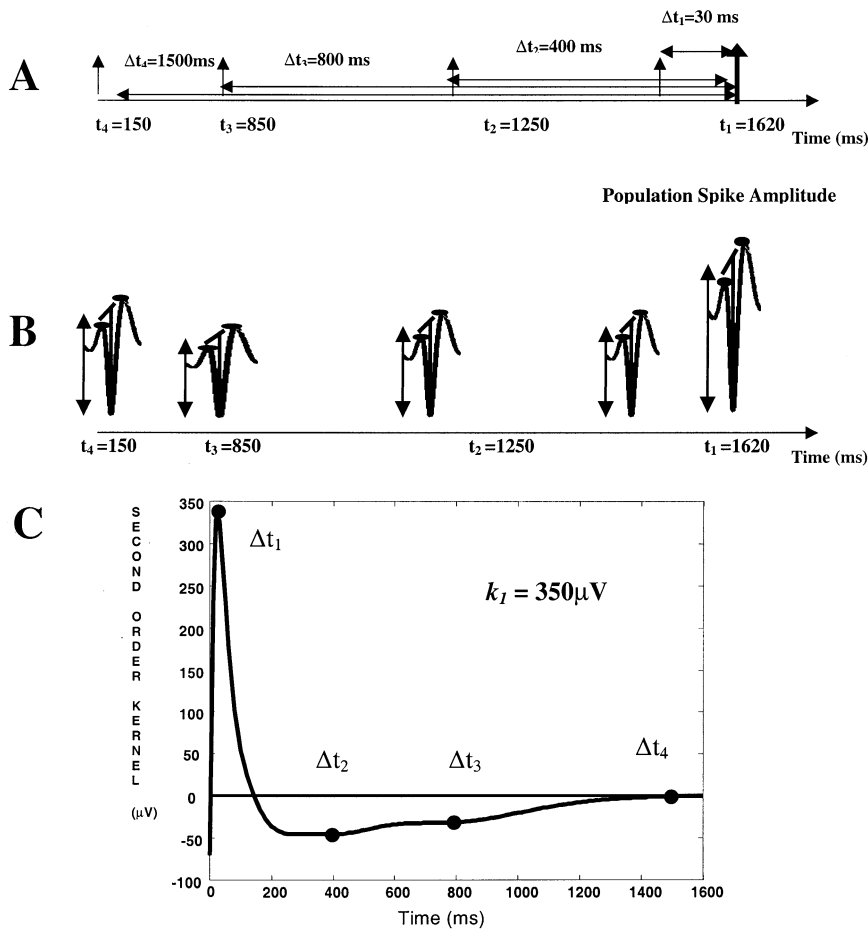 Δt₁=30 ms
Δt₄=1500ms
Δt₃=800 ms
Δt₂=400 ms
A
t₄ =150
t₃ =850
t₂ =1250
t₁ =1620
Time (ms)
Population Spike Amplitude
B
t₄ =150
t₃ =850
t₂ =1250
t₁ =1620
Time (ms)
C
SECOND ORDER KERNEL
(μV)
350
300
250
200
150
100
50
0
-50
-100
Δt₁
k₁ = 350μV
Δt₂
Δt₃
Δt₄
0 200 400 600 800 1000 1200 1400 1600
Time (ms)